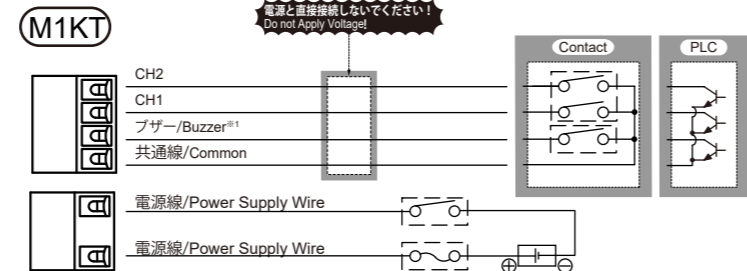 電源と直接接続しないでください！
Do not Apply Voltage!
M1KT
Contact
PLC
CH2
CH1
ブザー/Buzzer※1
共通線/Common
電源線/Power Supply Wire
電源線/Power Supply Wire
⊕ ⊖